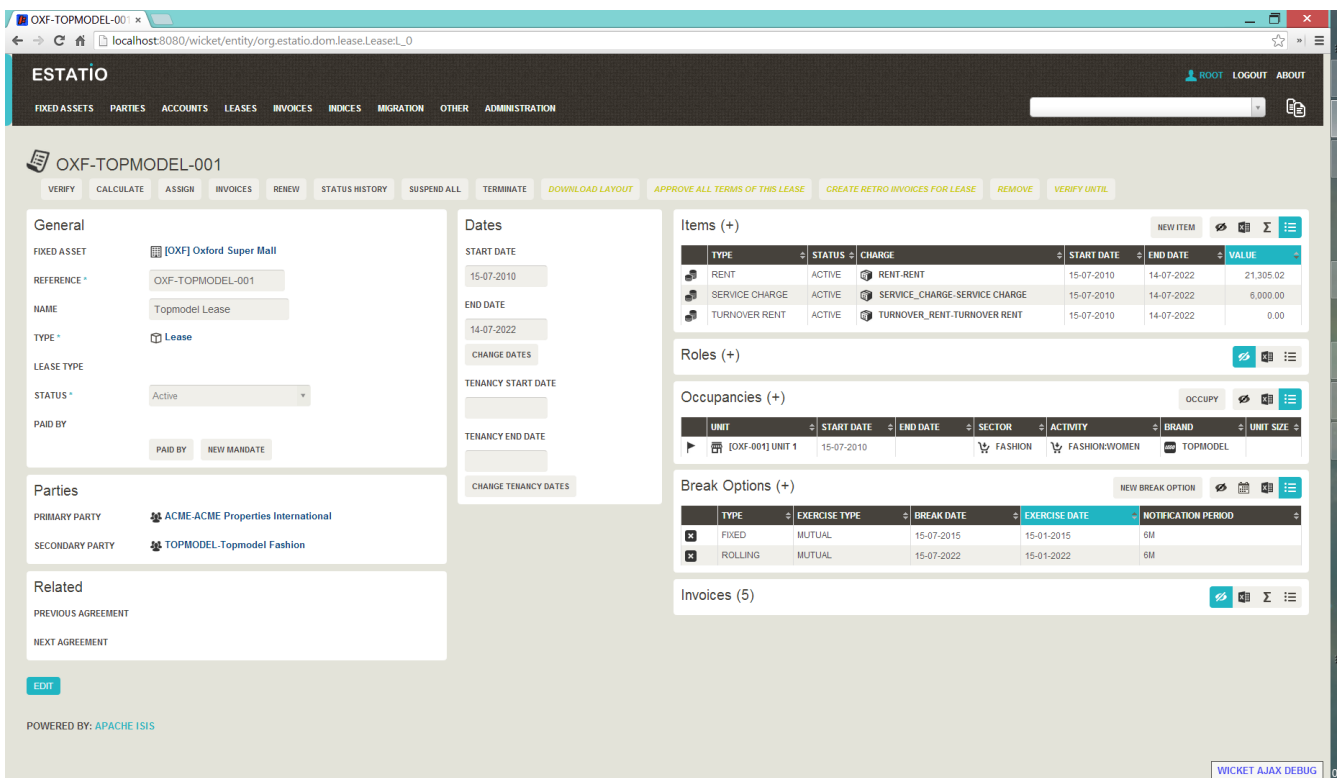 OXF-TOPMODEL-001 ×
localhost:8080/wicket/entity/org.estatio.dom.lease.Lease:L_0
ESTATIO
ROOT LOGOUT ABOUT
FIXED ASSETS PARTIES ACCOUNTS LEASES INVOICES INDICES MIGRATION OTHER ADMINISTRATION
OXF-TOPMODEL-001
VERIFY CALCULATE ASSIGN INVOICES RENEW STATUS HISTORY SUSPEND ALL TERMINATE DOWNLOAD LAYOUT APPROVE ALL TERMS OF THIS LEASE CREATE RETRO INVOICES FOR LEASE REMOVE VERIFY UNTIL
General
FIXED ASSET [OXF] Oxford Super Mall
REFERENCE * OXF-TOPMODEL-001
NAME Topmodel Lease
TYPE * Lease
LEASE TYPE
STATUS * Active
PAID BY
PAID BY NEW MANDATE
Parties
PRIMARY PARTY ACME-ACME Properties International
SECONDARY PARTY TOPMODEL-Topmodel Fashion
Related
PREVIOUS AGREEMENT
NEXT AGREEMENT
EDIT
POWERED BY: APACHE ISIS
Dates
START DATE
15-07-2010
END DATE
14-07-2022
CHANGE DATES
TENANCY START DATE
TENANCY END DATE
CHANGE TENANCY DATES
Items (+)
NEW ITEM Σ
TYPE STATUS CHARGE START DATE END DATE VALUE
RENT ACTIVE RENT-RENT 15-07-2010 14-07-2022 21,305.02
SERVICE CHARGE ACTIVE SERVICE_CHARGE-SERVICE CHARGE 15-07-2010 14-07-2022 6,000.00
TURNOVER RENT ACTIVE TURNOVER_RENT-TURNOVER RENT 15-07-2010 14-07-2022 0.00
Roles (+)
Occupancies (+)
OCCUPY
UNIT START DATE END DATE SECTOR ACTIVITY BRAND UNIT SIZE
[OXF-001] UNIT 1 15-07-2010 FASHION FASHION:WOMEN TOPMODEL
Break Options (+)
NEW BREAK OPTION
TYPE EXERCISE TYPE BREAK DATE EXERCISE DATE NOTIFICATION PERIOD
FIXED MUTUAL 15-07-2015 15-01-2015 6M
ROLLING MUTUAL 15-07-2022 15-01-2022 6M
Invoices (5)
Σ
WICKET AJAX DEBUG